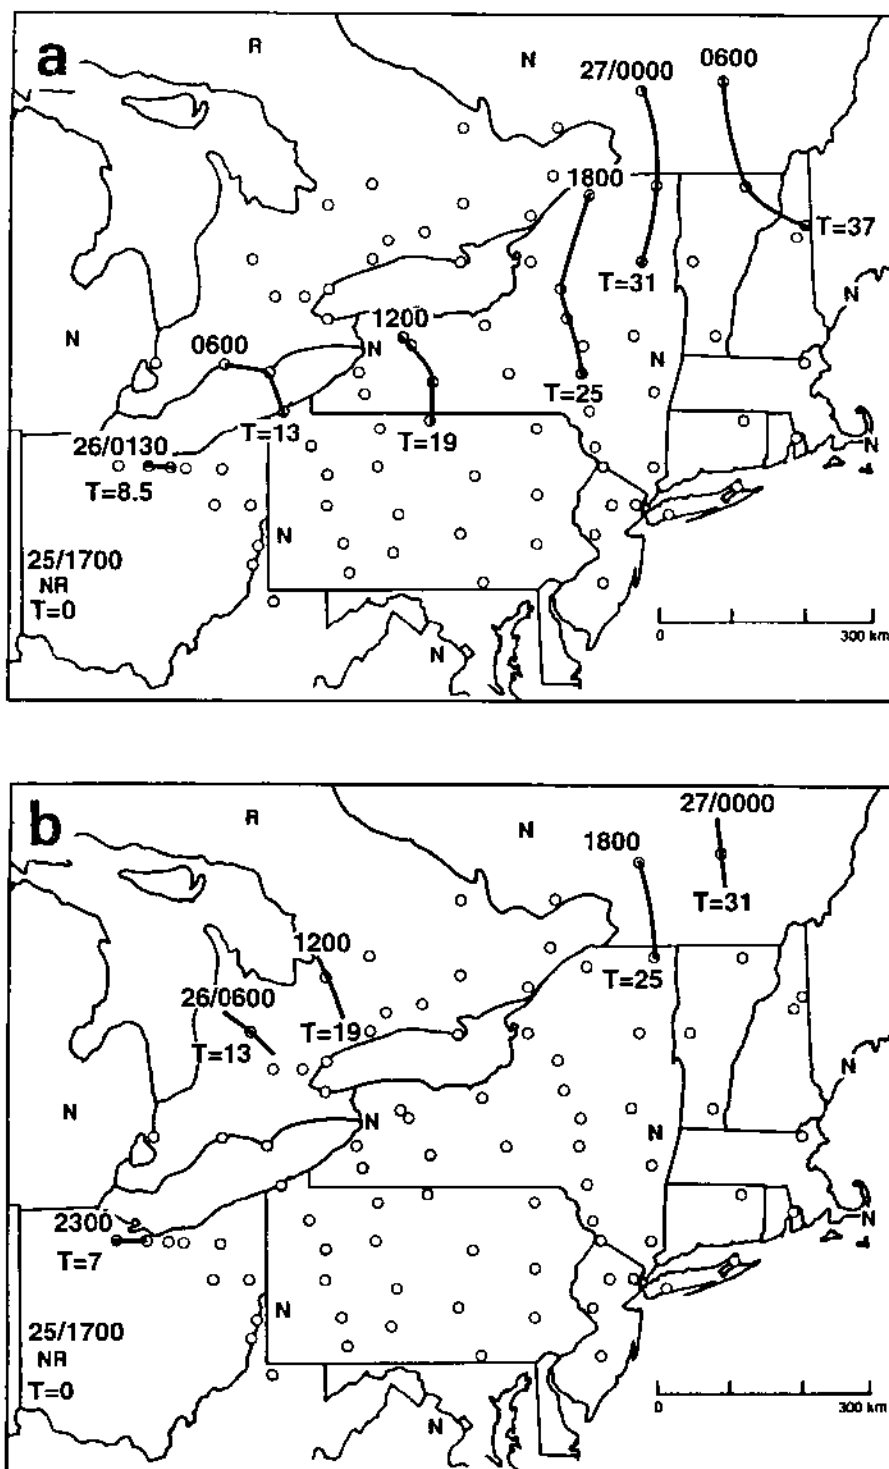 a
R
N
27/0000
0600
1800
T=37
T=31
N
N
0600
1200
N
N
T=25
T=13
T=19
26/0130
N
T=8.5
25/1700
NR
T=0
N
N
0
300 km
b
R
N
27/0000
1800
T=31
1200
T=25
26/0600
T=19
T=13
N
N
N
N
2300
N
T=7
25/1700
NR
T=0
N
N
0
300 km